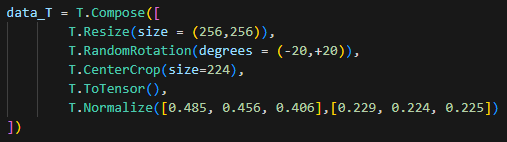 data_T = T.Compose([
T.Resize(size = (256,256)),
T.RandomRotation(degrees = (-20,+20)),
T.CenterCrop(size=224),
T.ToTensor(),
T.Normalize([0.485, 0.456, 0.406],[0.229, 0.224, 0.225])
])